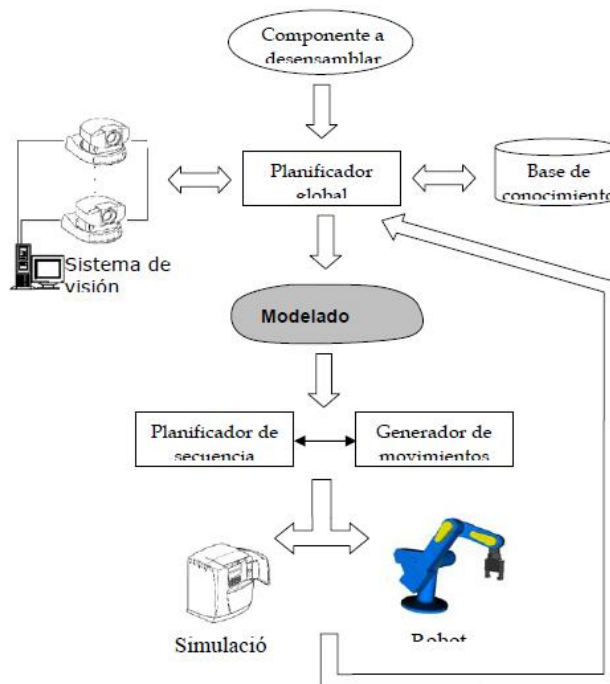 Componente a
desensamblar
Planificador
global
Base de
conocimiento
Sistema de
visión
Modelado
Planificador de
secuencia
Generador de
movimientos
Simulació
Robot